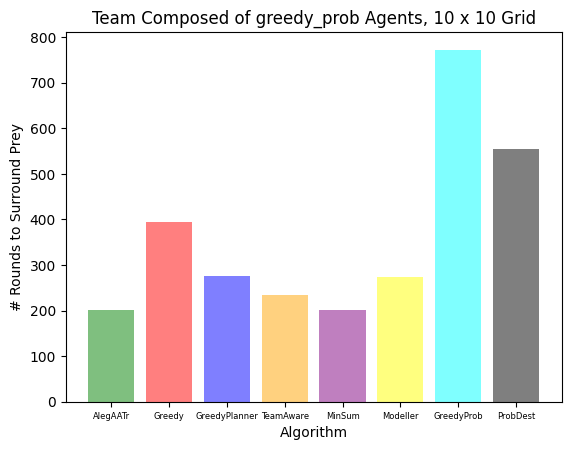 Team Composed of greedy_prob Agents, 10 x 10 Grid
800
700
600
500
400
300
200
100
0
# Rounds to Surround Prey
AlegAATr Greedy GreedyPlanner TeamAware MinSum Modeller GreedyProb ProbDest
Algorithm